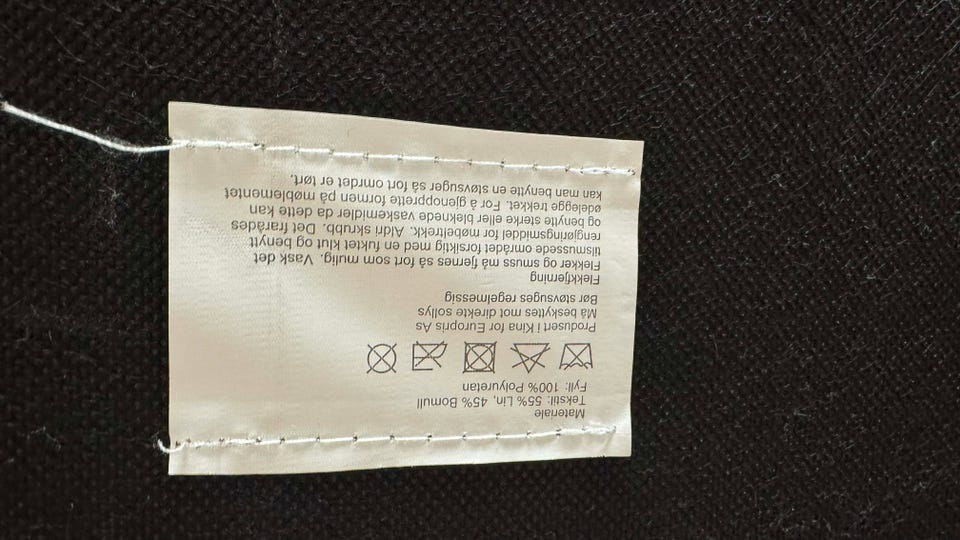 Materiale
Tekstil: 55% Lin, 45% Bomull
Fyll: 100% Polyuretan
Produsert i Kina for Europris As
Må beskyttes mot direkte sollys
Bør støvsuges regelmessig
Flekkfjerning
Flekker og smuss må fjernes så fort som mulig. Vask det
tilsmussede området forsiktig med en fuktet klut og benytt
rengjøringsmiddel for møbeltrekk. Aldri skrubb. Det frarådes
og benytte sterke eller bleknede vaskemidler da dette kan
ødelegge trekket. For å gjenopprette formen på møblementet
kan man benytte en støvsuger så fort omrdet er tørt.